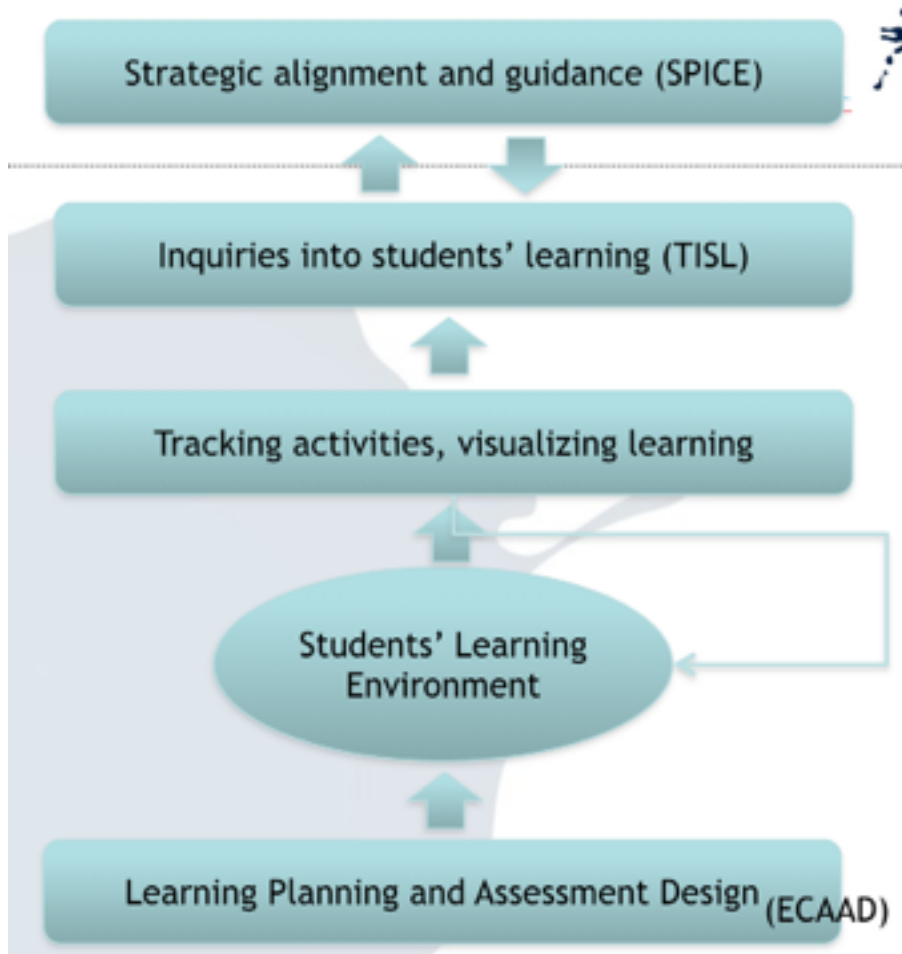 Strategic alignment and guidance (SPICE)
Inquiries into students’ learning (TISL)
Tracking activities, visualizing learning
Students’ Learning
Environment
Learning Planning and Assessment Design (ECAAD)